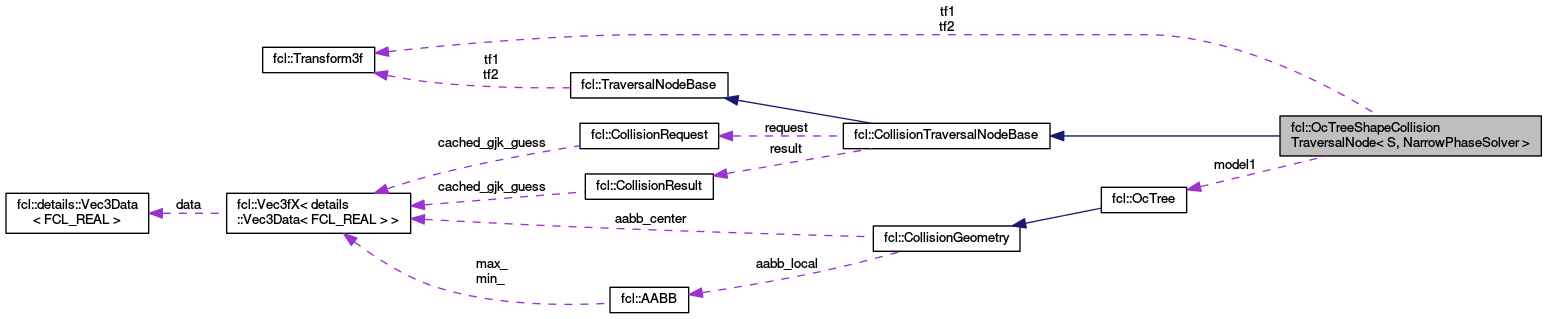 tf1
tf2
fcl::Transform3f
tf1
tf2
fcl::TraversalNodeBase
fcl::CollisionRequest
request
fcl::CollisionTraversalNodeBase
fcl::OcTreeShapeCollision
TraversalNode< S, NarrowPhaseSolver >
cached_gjk_guess
result
model1
cached_gjk_guess
fcl::CollisionResult
fcl::OcTree
fcl::details::Vec3Data
< FCL_REAL >
data
fcl::Vec3fX< details
::Vec3Data< FCL_REAL > >
aabb_center
fcl::CollisionGeometry
max_
min_
aabb_local
fcl::AABB